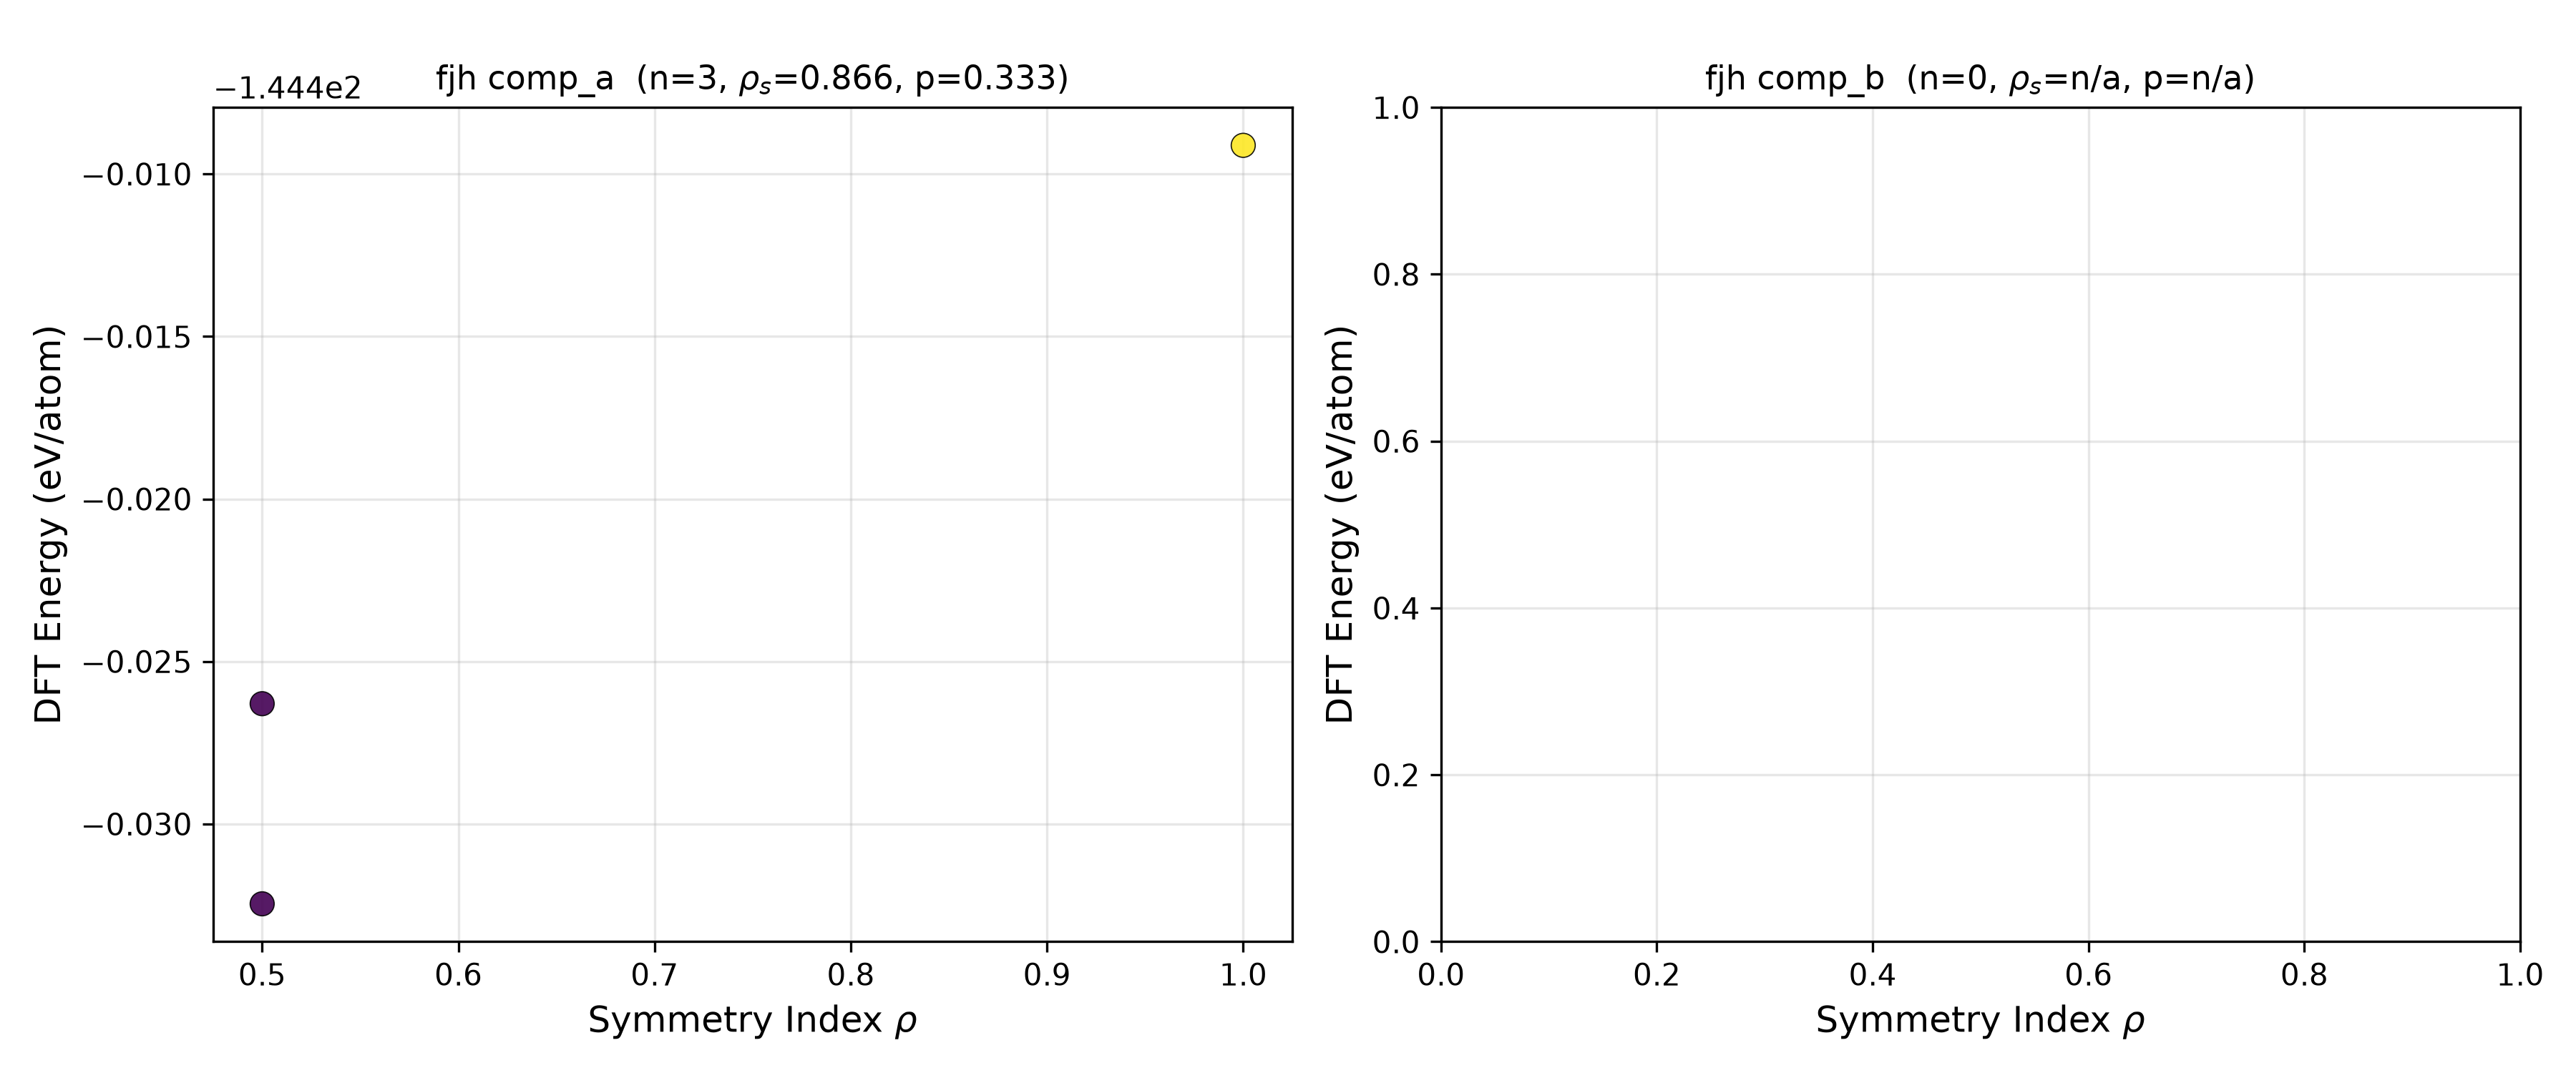 fjh comp_a (n=3, ρₛ=0.866, p=0.333)
−1.444e2
DFT Energy (eV/atom)
−0.010
−0.015
−0.020
−0.025
−0.030
0.5 0.6 0.7 0.8 0.9 1.0
Symmetry Index ρ
fjh comp_b (n=0, ρₛ=n/a, p=n/a)
DFT Energy (eV/atom)
1.0
0.8
0.6
0.4
0.2
0.0
0.0 0.2 0.4 0.6 0.8 1.0
Symmetry Index ρ